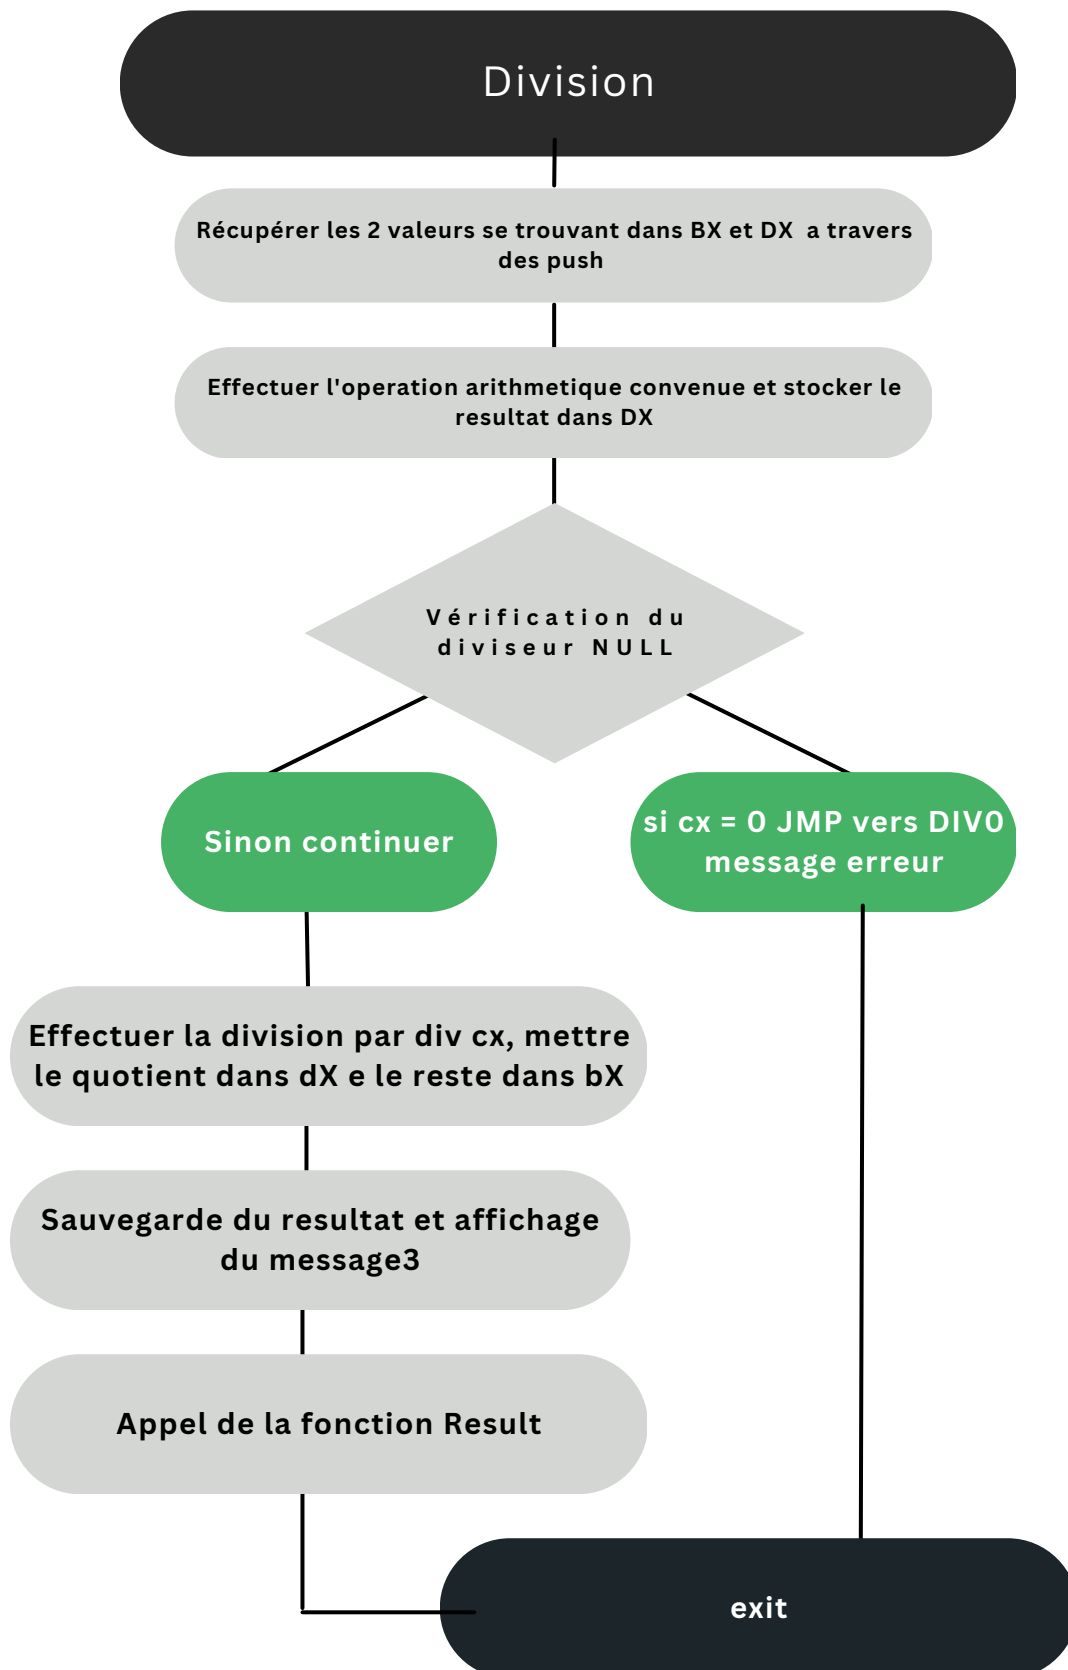 Division
Récupérer les 2 valeurs se trouvant dans BX et DX a travers
des push
Effectuer l'operation arithmetique convenue et stocker le
resultat dans DX
Vérification du
diviseur NULL
Sinon continuer
si cx = 0 JMP vers DIV0
message erreur
Effectuer la division par div cx, mettre
le quotient dans dX e le reste dans bX
Sauvegarde du resultat et affichage
du message3
Appel de la fonction Result
exit